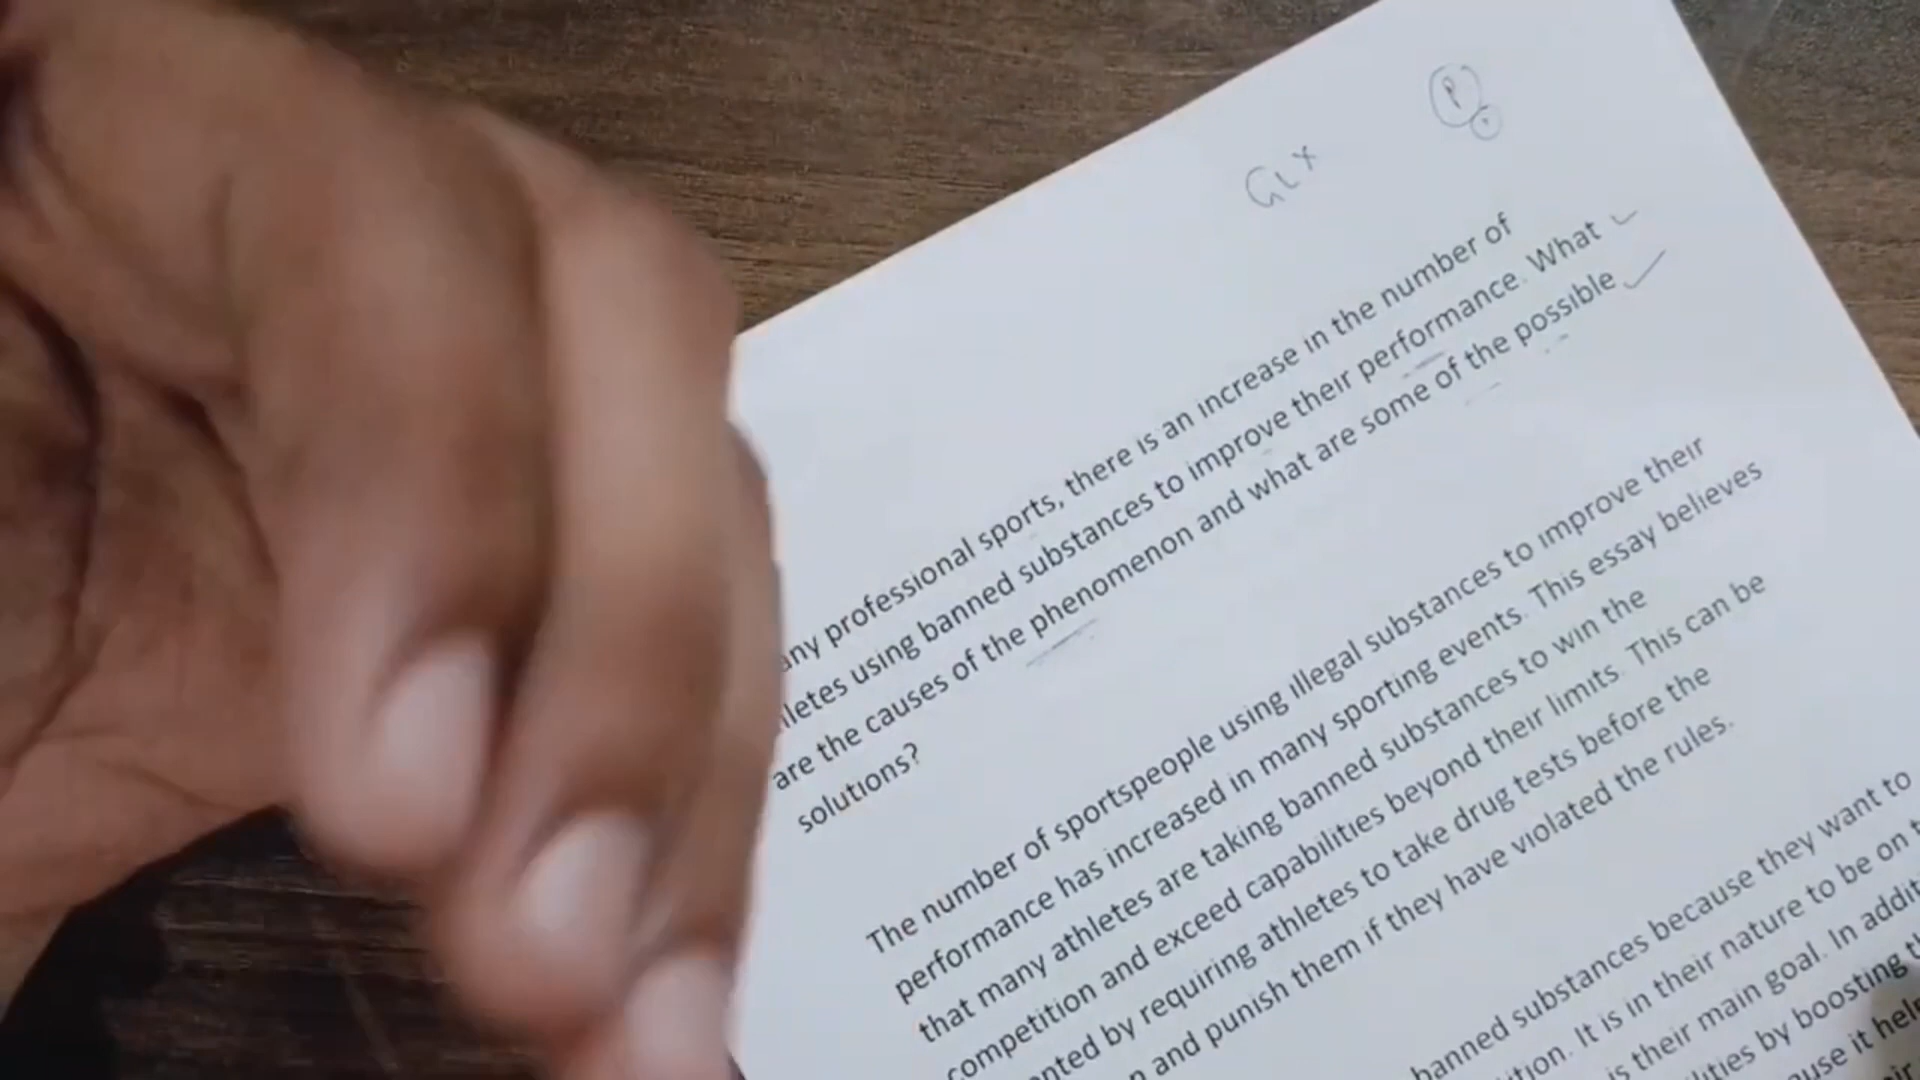 GL X
P
any professional sports, there is an increase in the number of
letes using banned substances to improve their performance. What
are the causes of the phenomenon and what are some of the possible
solutions?
The number of sportspeople using illegal substances to improve their
performance has increased in many sporting events. This essay believes
that many athletes are taking banned substances to win the
competition and exceed capabilities beyond their limits. This can be
nted by requiring athletes to take drug tests before the
n and punish them if they have violated the rules.
banned substances because they want to
ition. It is in their nature to be on t
is their main goal. In addit
lities by boosting th
ause it help